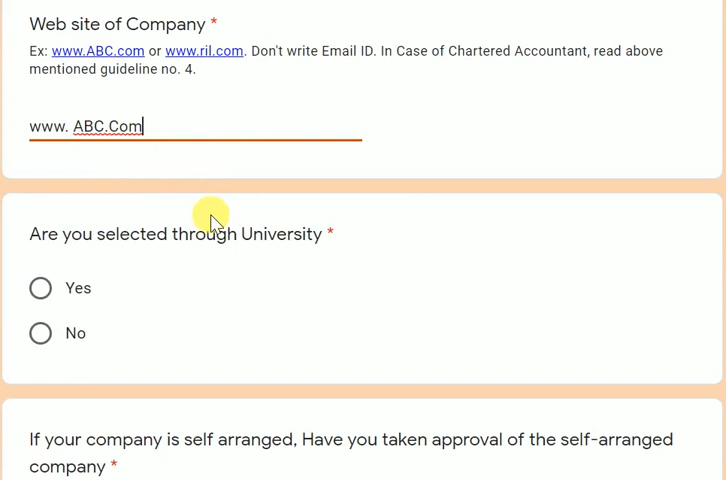 Web site of Company *
Ex: www.ABC.com or www.ril.com. Don't write Email ID. In Case of Chartered Accountant, read above
mentioned guideline no. 4.
www. ABC.Com
Are you selected through University *
Yes
No
If your company is self arranged, Have you taken approval of the self-arranged
company *